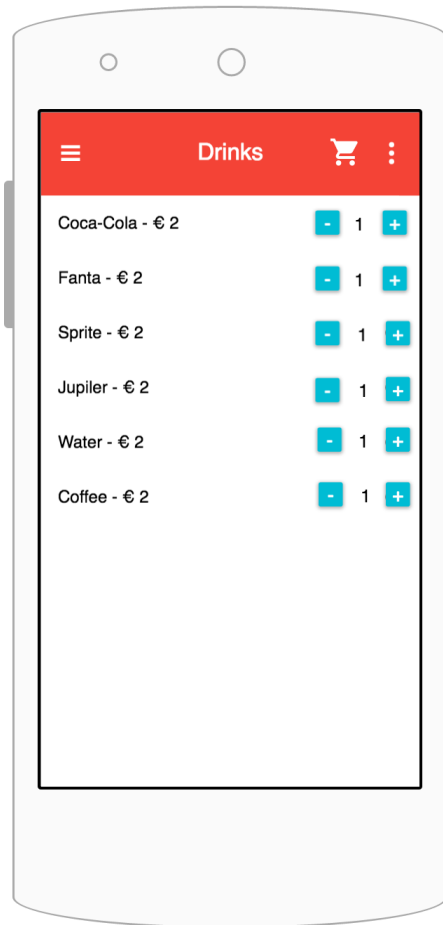 Drinks
Coca-Cola - € 2 - 1 +
Fanta - € 2 - 1 +
Sprite - € 2 - 1 +
Jupiler - € 2 - 1 +
Water - € 2 - 1 +
Coffee - € 2 - 1 +